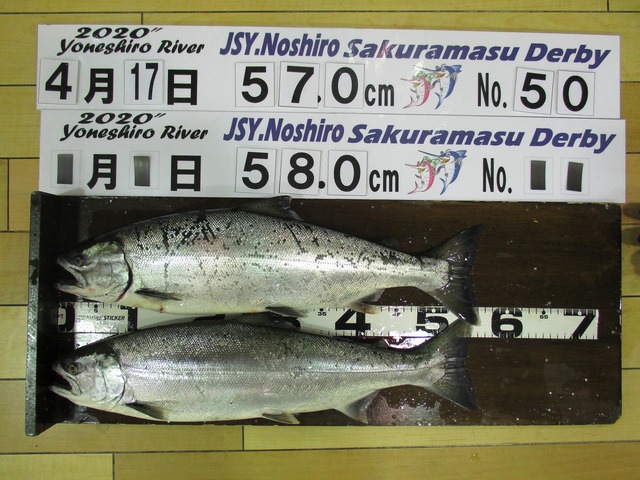 2020"
Yoneshiro River
JSY.Noshiro Sakuramasu Derby
4月17日 57.0cm No.50
2020"
Yoneshiro River
JSY.Noshiro Sakuramasu Derby
月 日 58.0cm No.
4 5 6 7